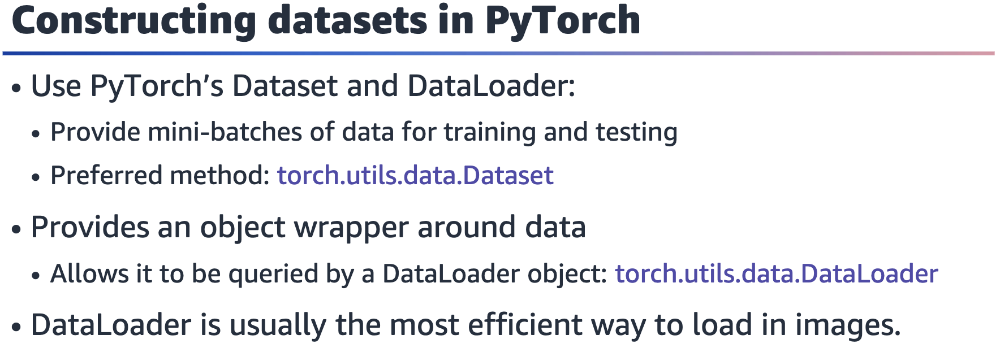 Constructing datasets in PyTorch
• Use PyTorch’s Dataset and DataLoader:
• Provide mini-batches of data for training and testing
• Preferred method: torch.utils.data.Dataset
• Provides an object wrapper around data
• Allows it to be queried by a DataLoader object: torch.utils.data.DataLoader
• DataLoader is usually the most efficient way to load in images.